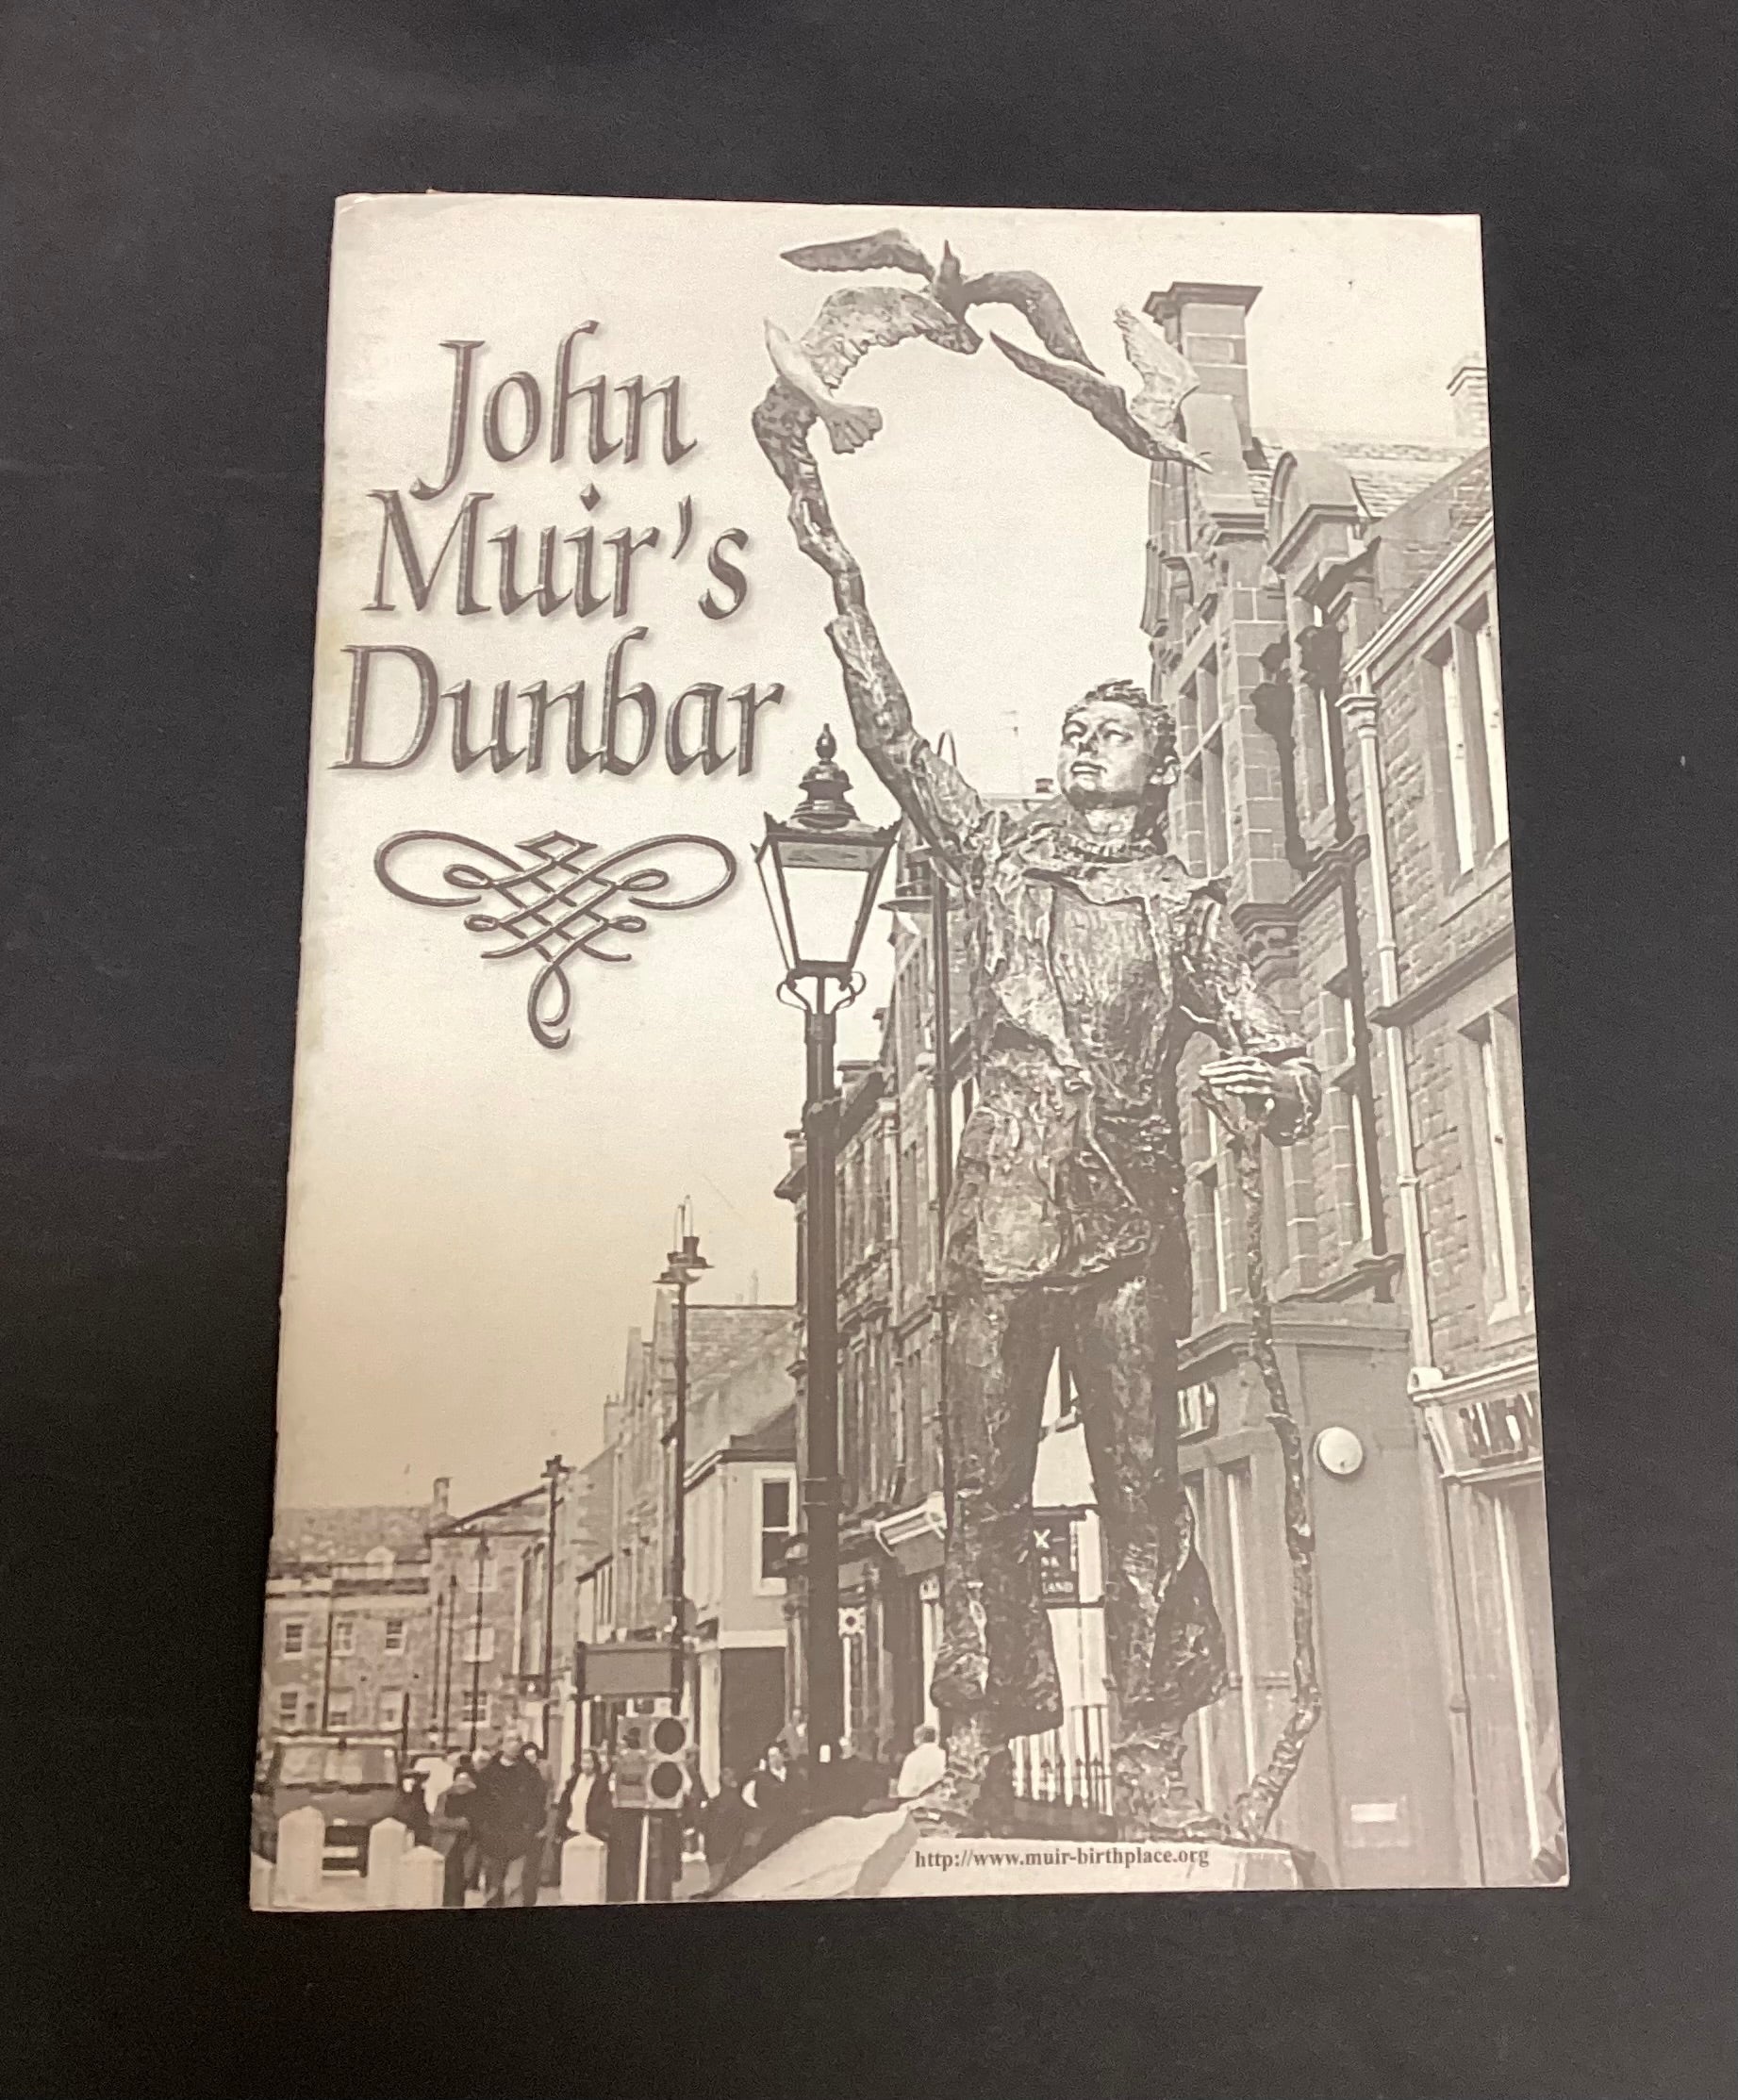 John
Muir's
Dunbar
http://www.muir-birthplace.org